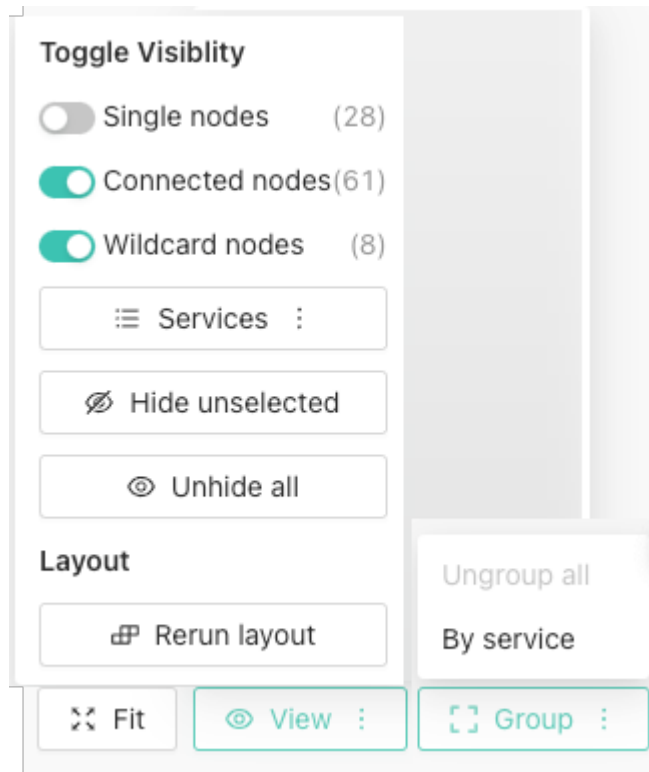 Toggle Visiblity
Single nodes (28)
Connected nodes (61)
Wildcard nodes (8)
Services
Hide unselected
Unhide all
Layout
Rerun layout
Ungroup all
By service
Fit View Group